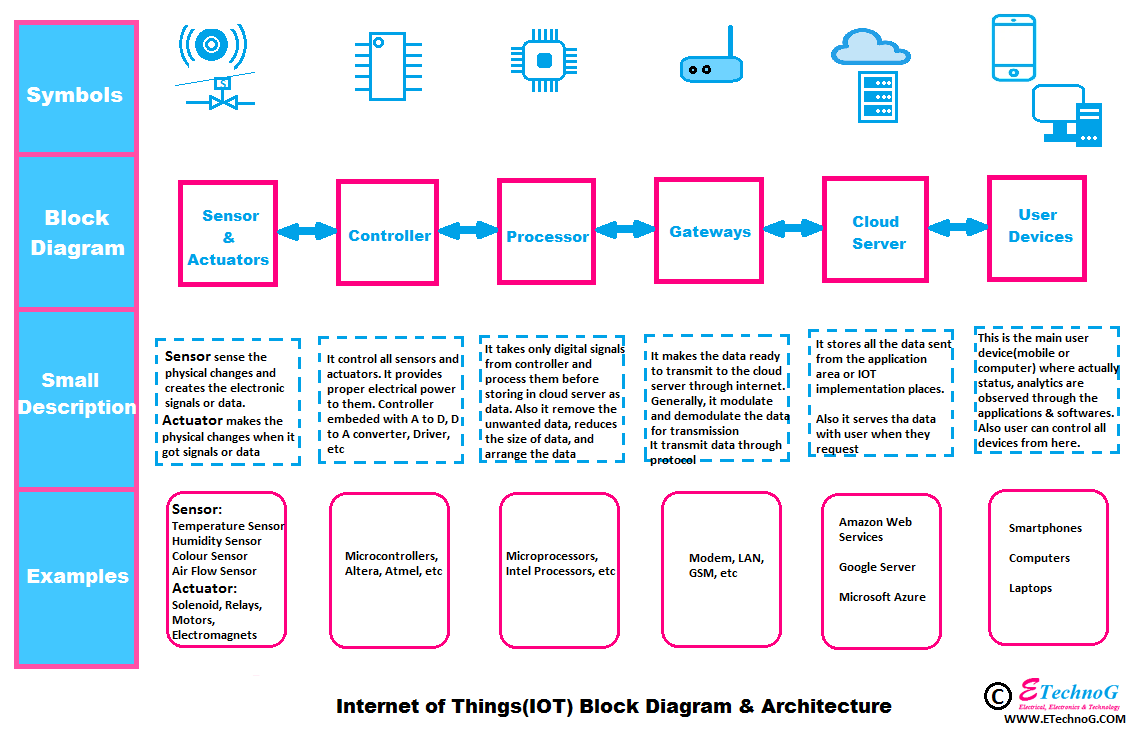 Symbols
S
Block
Diagram
Sensor
&
Actuators
Controller
Processor
Gateways
Cloud
Server
User
Devices
Small
Description
Sensor sense the
physical changes and
creates the electronic
signals or data.
Actuator makes the
physical changes when it
got signals or data
It control all sensors and
actuators. It provides
proper electrical power
to them. Controller
embeded with A to D, D
to A converter, Driver,
etc
It takes only digital signals
from controller and
process them before
storing in cloud server as
data. Also it remove the
unwanted data, reduces
the size of data, and
arrange the data
It makes the data ready
to transmit to the cloud
server through internet.
Generally, it modulate
and demodulate the data
for transmission
It transmit data through
protocol
It stores all the data sent
from the application
area or IOT
implementation places.
Also it serves tha data
with user when they
request
This is the main user
device(mobile or
computer) where actually
status, analytics are
observed through the
applications & softwares.
Also user can control all
devices from here.
Examples
Sensor:
Temperature Sensor
Humidity Sensor
Colour Sensor
Air Flow Sensor
Actuator:
Solenoid, Relays,
Motors,
Electromagnets
Microcontrollers,
Altera, Atmel, etc
Microprocessors,
Intel Processors, etc
Modem, LAN,
GSM, etc
Amazon Web
Services
Google Server
Microsoft Azure
Smartphones
Computers
Laptops
Internet of Things(IOT) Block Diagram & Architecture
© ETechnoG
Electrical, Electronics & Technology
WWW.ETechnoG.COM